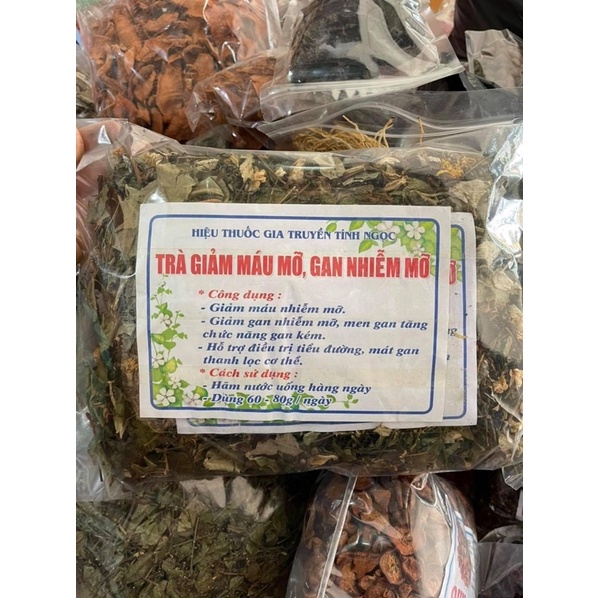 HIỆU THUỐC GIA TRUYỀN TÍNH NGỌC
TRÀ GIẢM MÁU MỠ, GAN NHIỄM MỠ
* Công dụng :
- Giảm máu nhiễm mỡ.
- Giảm gan nhiễm mỡ, men gan tăng
chức năng gan kém.
- Hỗ trợ điều trị tiểu đường, mát gan
thanh lọc cơ thể.
* Cách sử dụng :
- Hãm nước uống hàng ngày
- Dùng 60 - 80g / ngày